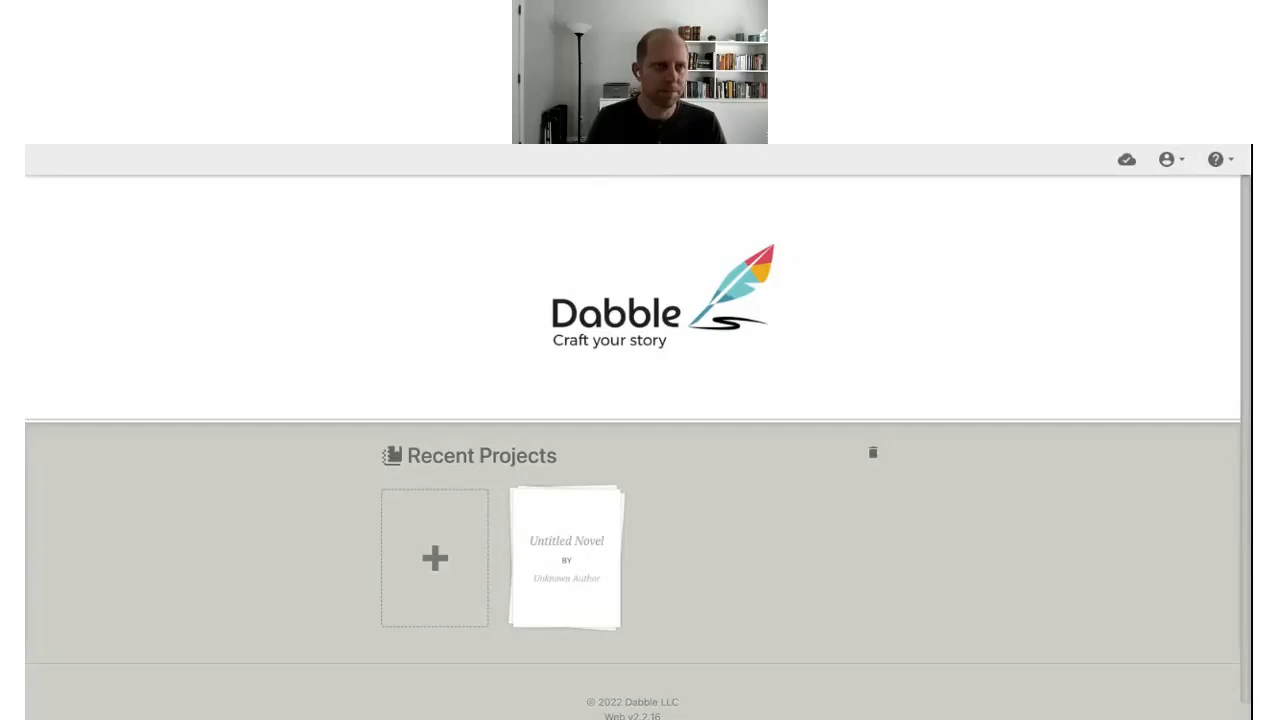 Dabble
Craft your story
Recent Projects
Untitled Novel
BY
Unknown Author
© 2022 Dabble LLC
Web v2.2.16